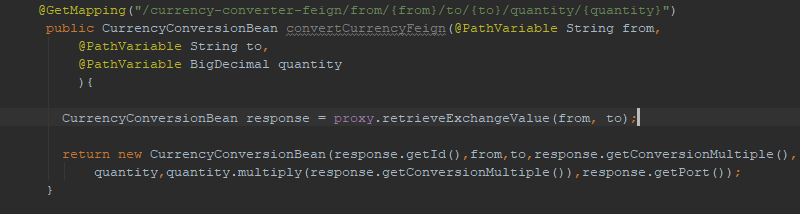 @GetMapping("/currency-converter-feign/from/{from}/to/{to}/quantity/{quantity}")
public CurrencyConversionBean convertCurrencyFeign(@PathVariable String from,
@PathVariable String to,
@PathVariable BigDecimal quantity
){
CurrencyConversionBean response = proxy.retrieveExchangeValue(from, to);
return new CurrencyConversionBean(response.getId(),from,to,response.getConversionMultiple(),
quantity,quantity.multiply(response.getConversionMultiple()),response.getPort());
}